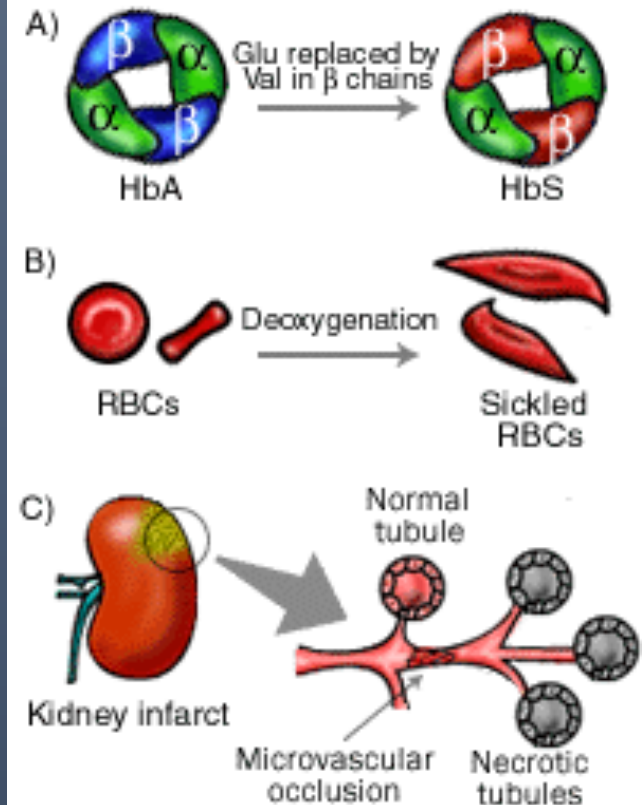 A)
β
α
α
β
HbA
Glu replaced by
Val in β chains
β
α
α
β
HbS
B)
RBCs
Deoxygenation
Sickled
RBCs
C)
Kidney infarct
Normal
tubule
Microvascular
occlusion
Necrotic
tubules